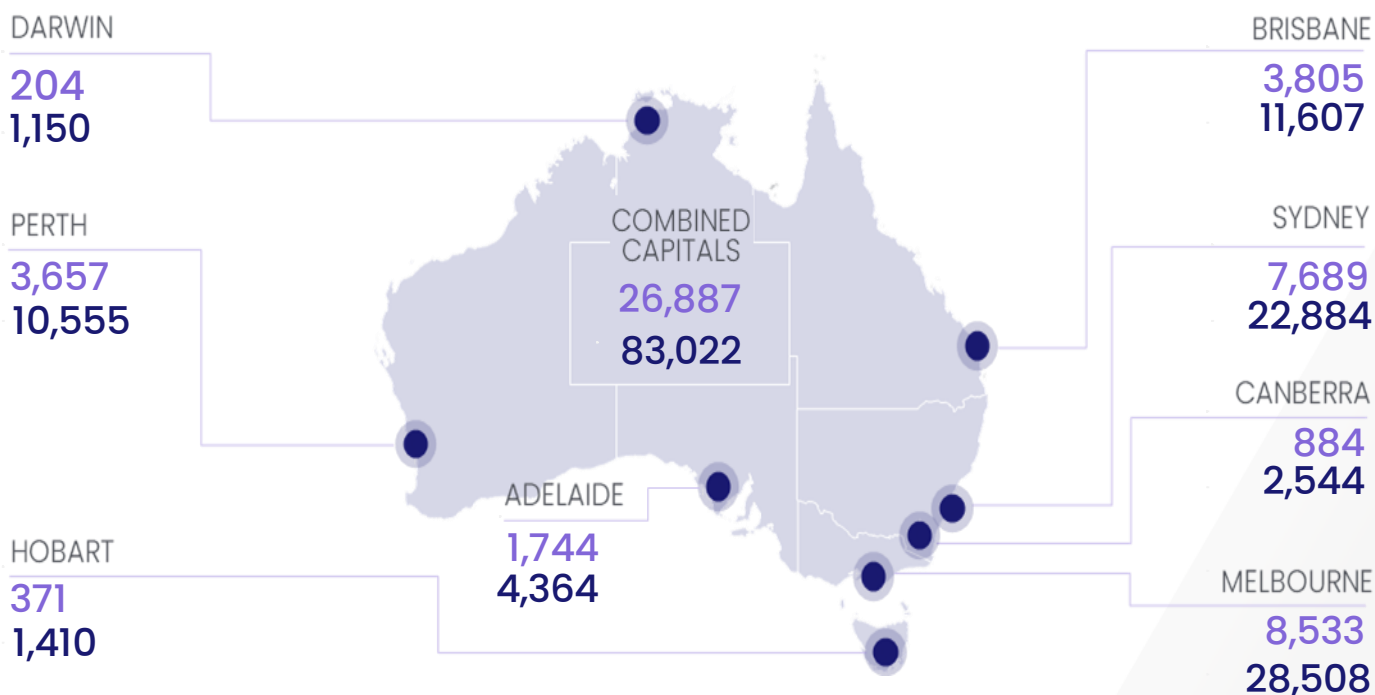 DARWIN
204
1,150
BRISBANE
3,805
11,607
PERTH
3,657
10,555
COMBINED
CAPITALS
26,887
83,022
SYDNEY
7,689
22,884
CANBERRA
884
2,544
ADELAIDE
1,744
4,364
HOBART
371
1,410
MELBOURNE
8,533
28,508